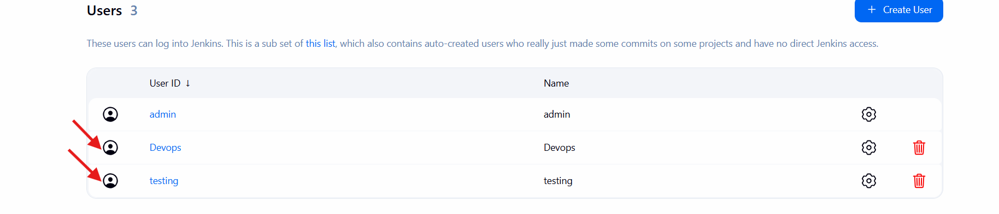 Users 3
+ Create User
These users can log into Jenkins. This is a sub set of this list, which also contains auto-created users who really just made some commits on some projects and have no direct Jenkins access.
User ID ↓ Name
admin admin
Devops Devops
testing testing